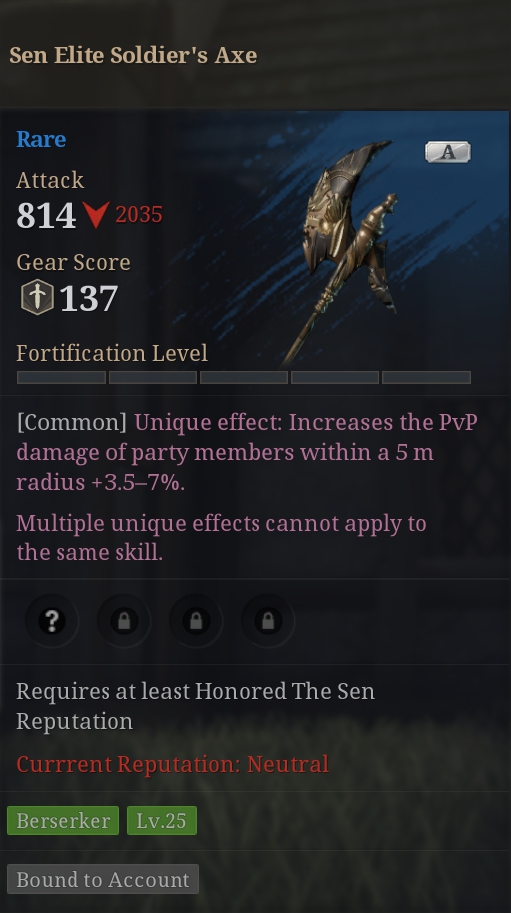 Sen Elite Soldier's Axe
Rare
A
Attack
814 2035
Gear Score
137
Fortification Level
[Common] Unique effect: Increases the PvP
damage of party members within a 5 m
radius +3.5–7%.
Multiple unique effects cannot apply to
the same skill.
?
Requires at least Honored The Sen
Reputation
Currrent Reputation: Neutral
Berserker Lv.25
Bound to Account